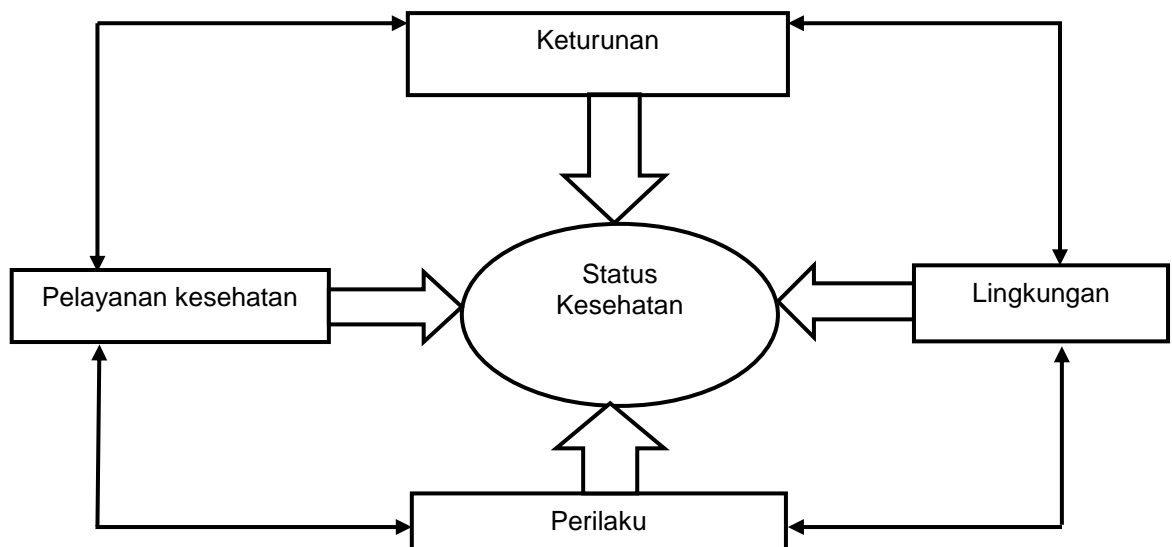 Keturunan
Status
Kesehatan
Pelayanan kesehatan
Lingkungan
Perilaku